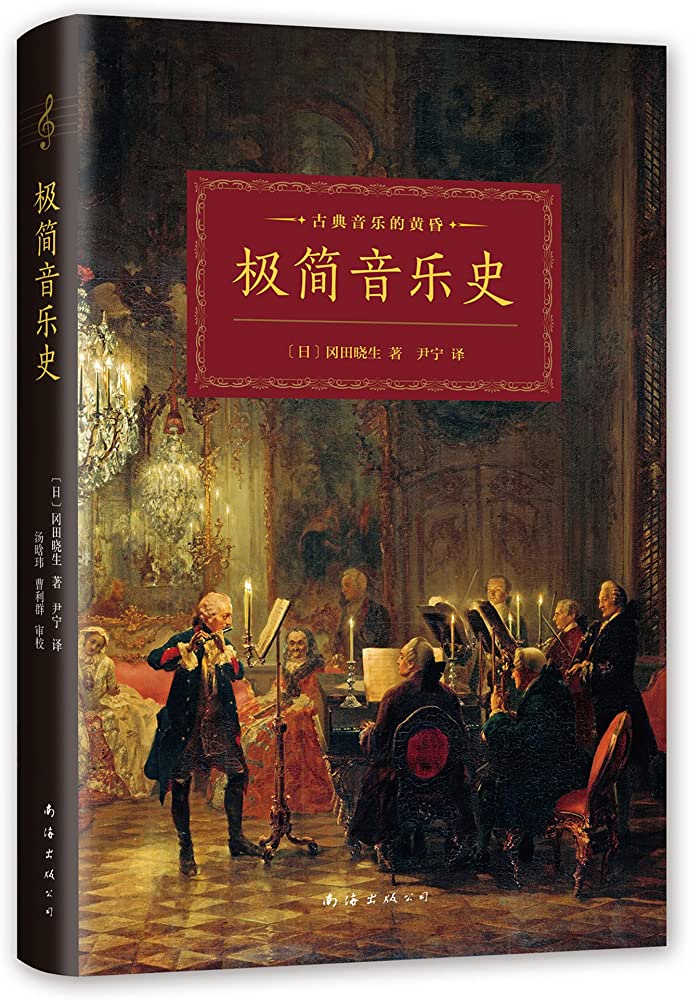 古典音乐的黄昏
极简音乐史
〔日〕冈田晓生 著 尹宁 译
南海出版公司
极简音乐史
〔日〕冈田晓生 著 尹宁 译
汤晗玮 曹利群 审校
南海出版公司